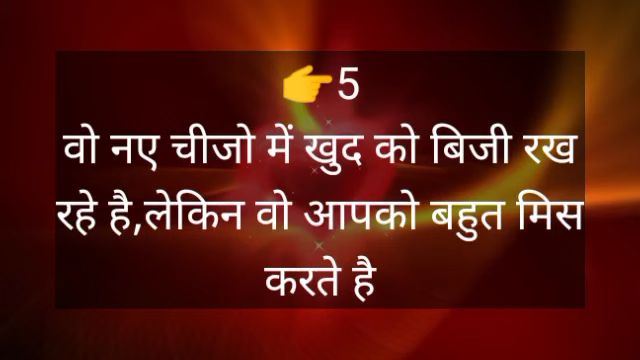 👉5
वो नए चीजो में खुद को बिजी रख
रहे है,लेकिन वो आपको बहुत मिस
करते है